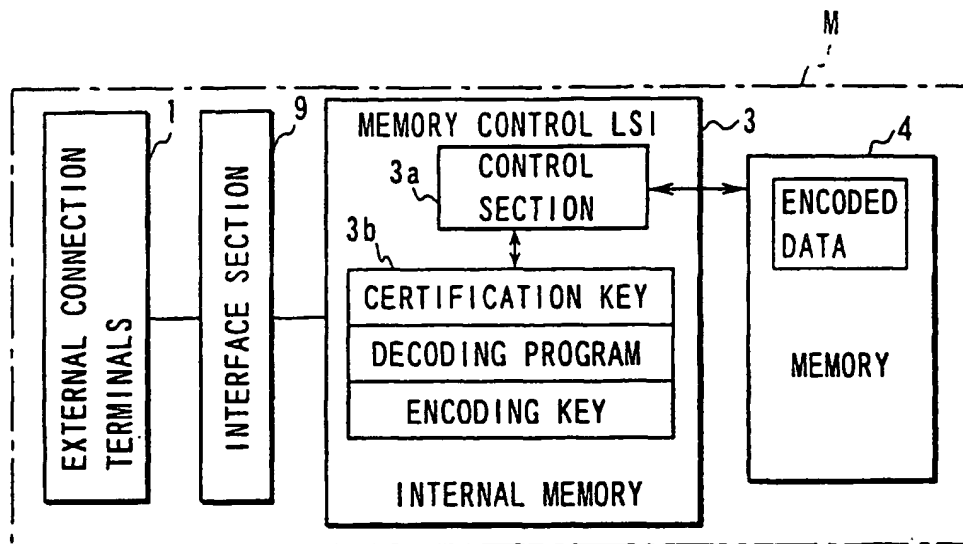 M
1
EXTERNAL CONNECTION
TERMINALS
9
INTERFACE SECTION
3
MEMORY CONTROL LSI
3a
CONTROL
SECTION
3b
CERTIFICATION KEY
DECODING PROGRAM
ENCODING KEY
INTERNAL MEMORY
4
ENCODED
DATA
MEMORY